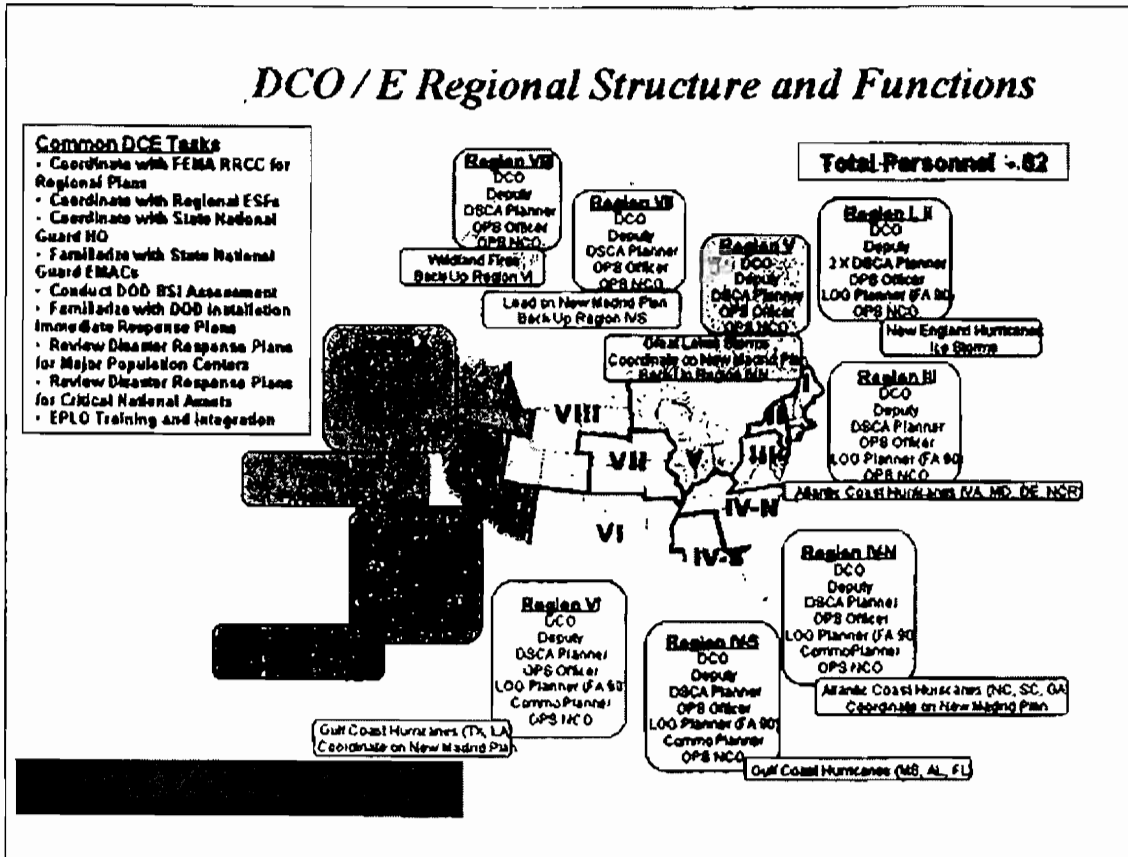 DCO / E Regional Structure and Functions
Common DCE Tasks
- Coordinate with FEMA RRCC for
Regional Plans
- Coordinate with Regional ESFs
- Coordinate with State National
Guard HQ
- Familiarize with State National
Guard EMACs
- Conduct DOD BSI Assessment
- Familiarize with DOD Installation
Immediate Response Plans
- Review Disaster Response Plans
for Major Population Centers
- Review Disaster Response Plans
for Critical National Assets
- EPLO Training and Integration
Total Personnel
Region VIII
DCO
Deputy
DSCA Planner
OPS Officer
OPS NCO
Wildland Fires
Back Up Region VI
Region VII
DCO
Deputy
DSCA Planner
OPS Officer
OPS NCO
Lead on New Madrid Plan
Back Up Region IV-S
Region V
DCO
Deputy
DSCA Planner
OPS Officer
OPS NCO
Great Lakes Storms
Coordinate on New Madrid Plan
Back Up Region IV-N
Region I, II
DCO
Deputy
2 X DSCA Planner
OPS Officer
LOG Planner (FA 90)
OPS NCO
New England Hurricanes
Ice Storms
Region III
DCO
Deputy
DSCA Planner
OPS Officer
LOG Planner (FA 90)
OPS NCO
Atlantic Coast Hurricanes (VA, MD, DE, NCR)
VIII
VII
V
I
II
III
VI
IV-N
IV-S
Region IV-N
DCO
Deputy
DSCA Planner
OPS Officer
LOG Planner (FA 90)
Commo Planner
OPS NCO
Atlantic Coast Hurricanes (NC, SC, GA)
Coordinate on New Madrid Plan
Region VI
DCO
Deputy
DSCA Planner
OPS Officer
LOG Planner (FA 90)
Commo Planner
OPS NCO
Gulf Coast Hurricanes (TX, LA)
Coordinate on New Madrid Plan
Region IV-S
DCO
Deputy
DSCA Planner
OPS Officer
LOG Planner (FA 90)
Commo Planner
OPS NCO
Gulf Coast Hurricanes (MS, AL, FL)